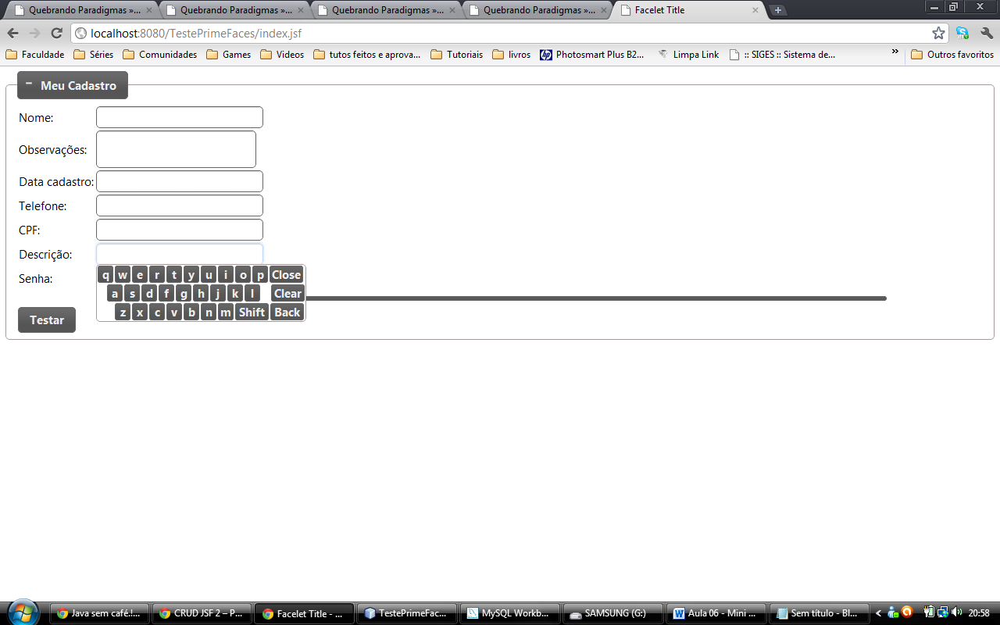 Quebrando Paradigmas »... Quebrando Paradigmas »... Quebrando Paradigmas »... Quebrando Paradigmas »... Facelet Title
localhost:8080/TestePrimeFaces/index.jsf
Faculdade Séries Comunidades Games Videos tutos feitos e aprova... Tutoriais livros Photosmart Plus B2... Limpa Link :: SIGES :: Sistema de... » Outros favoritos
− Meu Cadastro
Nome:
Observações:
Data cadastro:
Telefone:
CPF:
Descrição:
Senha:
q w e r t y u i o p Close
a s d f g h j k l Clear
z x c v b n m Shift Back
Testar
Java sem café.!... CRUD JSF 2 – P... Facelet Title - ... TestePrimeFac... MySQL Workb... SAMSUNG (G:) Aula 06 - Mini ... Sem título - Bl... < 20:58